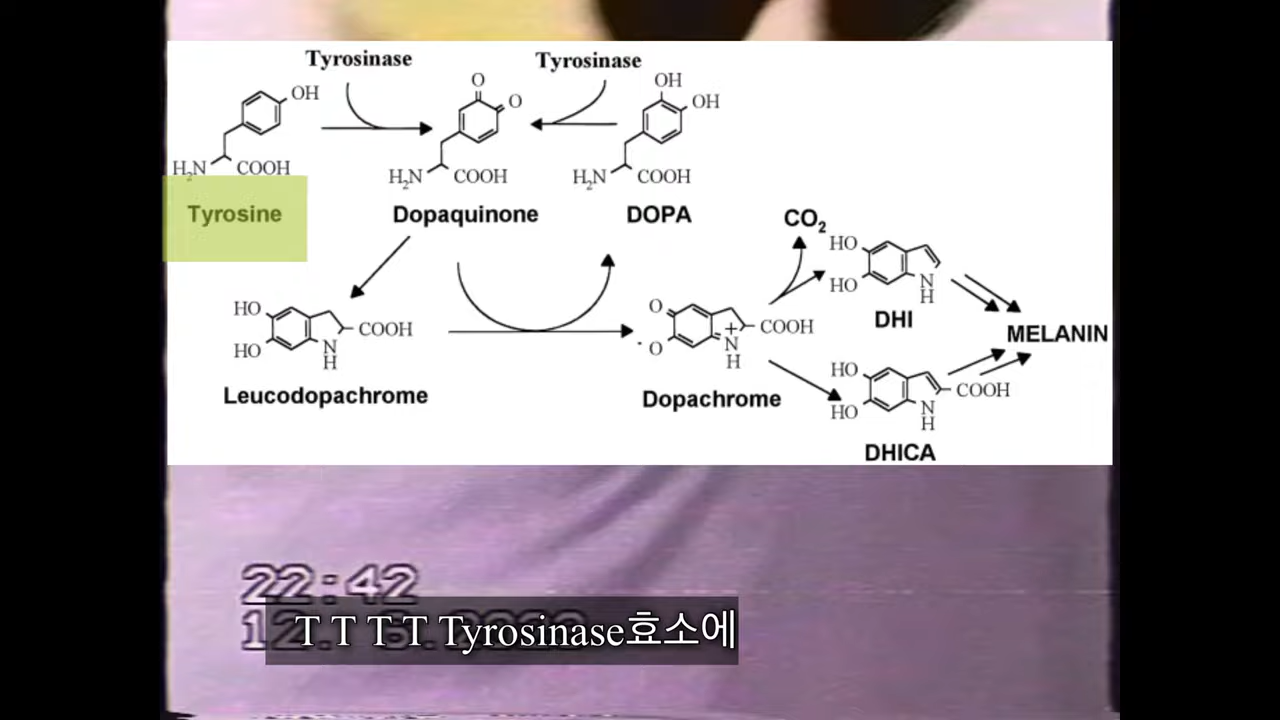 Tyrosinase
Tyrosinase
OH
H₂N
COOH
Tyrosine
O
O
H₂N
COOH
Dopaquinone
OH
OH
H₂N
COOH
DOPA
CO₂
HO
HO
N
H
DHI
HO
HO
N
H
COOH
Leucodopachrome
O
O
+
N
H
COOH
Dopachrome
MELANIN
HO
HO
N
H
COOH
DHICA
22:42
T T T T Tyrosinase효소에